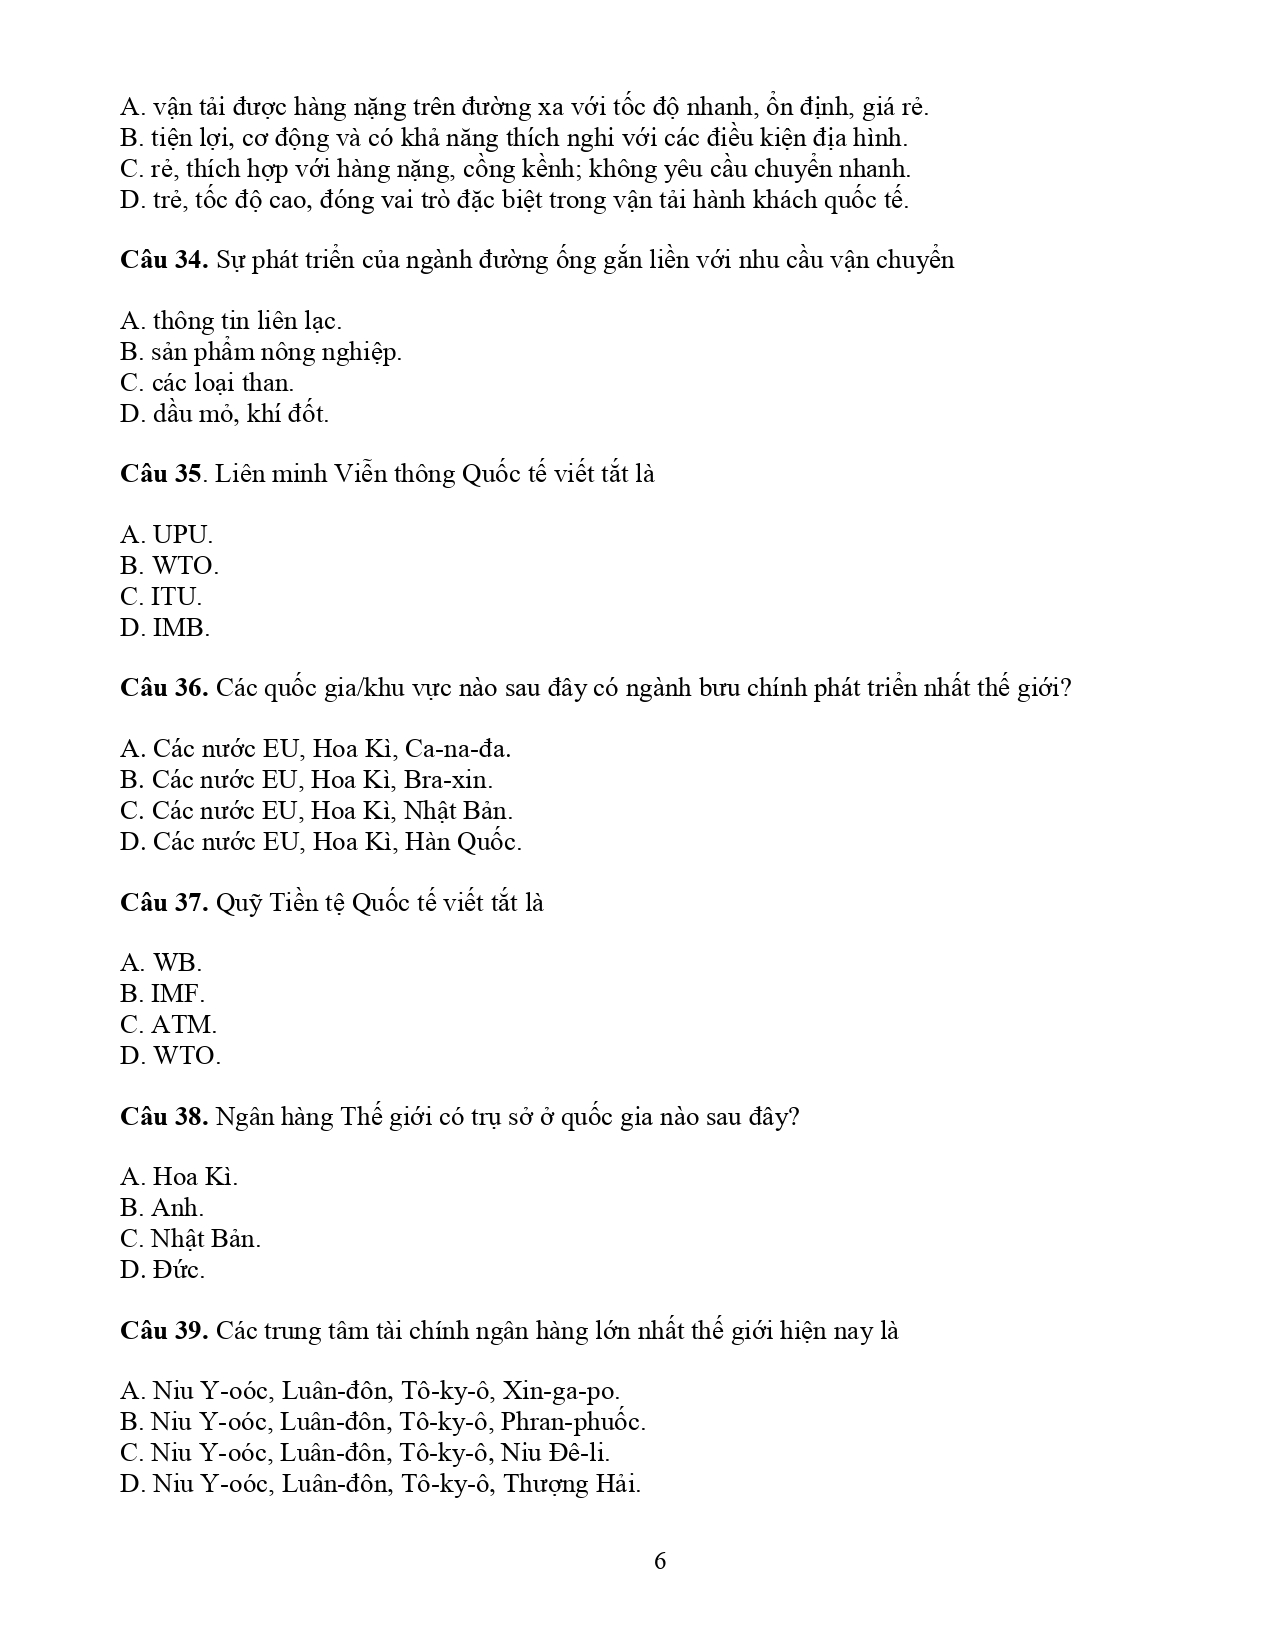 A. vận tải được hàng nặng trên đường xa với tốc độ nhanh, ổn định, giá rẻ.
B. tiện lợi, cơ động và có khả năng thích nghi với các điều kiện địa hình.
C. rẻ, thích hợp với hàng nặng, cồng kềnh; không yêu cầu chuyển nhanh.
D. trẻ, tốc độ cao, đóng vai trò đặc biệt trong vận tải hành khách quốc tế.
Câu 34. Sự phát triển của ngành đường ống gắn liền với nhu cầu vận chuyển
A. thông tin liên lạc.
B. sản phẩm nông nghiệp.
C. các loại than.
D. dầu mỏ, khí đốt.
Câu 35. Liên minh Viễn thông Quốc tế viết tắt là
A. UPU.
B. WTO.
C. ITU.
D. IMB.
Câu 36. Các quốc gia/khu vực nào sau đây có ngành bưu chính phát triển nhất thế giới?
A. Các nước EU, Hoa Kì, Ca-na-đa.
B. Các nước EU, Hoa Kì, Bra-xin.
C. Các nước EU, Hoa Kì, Nhật Bản.
D. Các nước EU, Hoa Kì, Hàn Quốc.
Câu 37. Quỹ Tiền tệ Quốc tế viết tắt là
A. WB.
B. IMF.
C. ATM.
D. WTO.
Câu 38. Ngân hàng Thế giới có trụ sở ở quốc gia nào sau đây?
A. Hoa Kì.
B. Anh.
C. Nhật Bản.
D. Đức.
Câu 39. Các trung tâm tài chính ngân hàng lớn nhất thế giới hiện nay là
A. Niu Y-oóc, Luân-đôn, Tô-ky-ô, Xin-ga-po.
B. Niu Y-oóc, Luân-đôn, Tô-ky-ô, Phran-phuốc.
C. Niu Y-oóc, Luân-đôn, Tô-ky-ô, Niu Đê-li.
D. Niu Y-oóc, Luân-đôn, Tô-ky-ô, Thượng Hải.
6